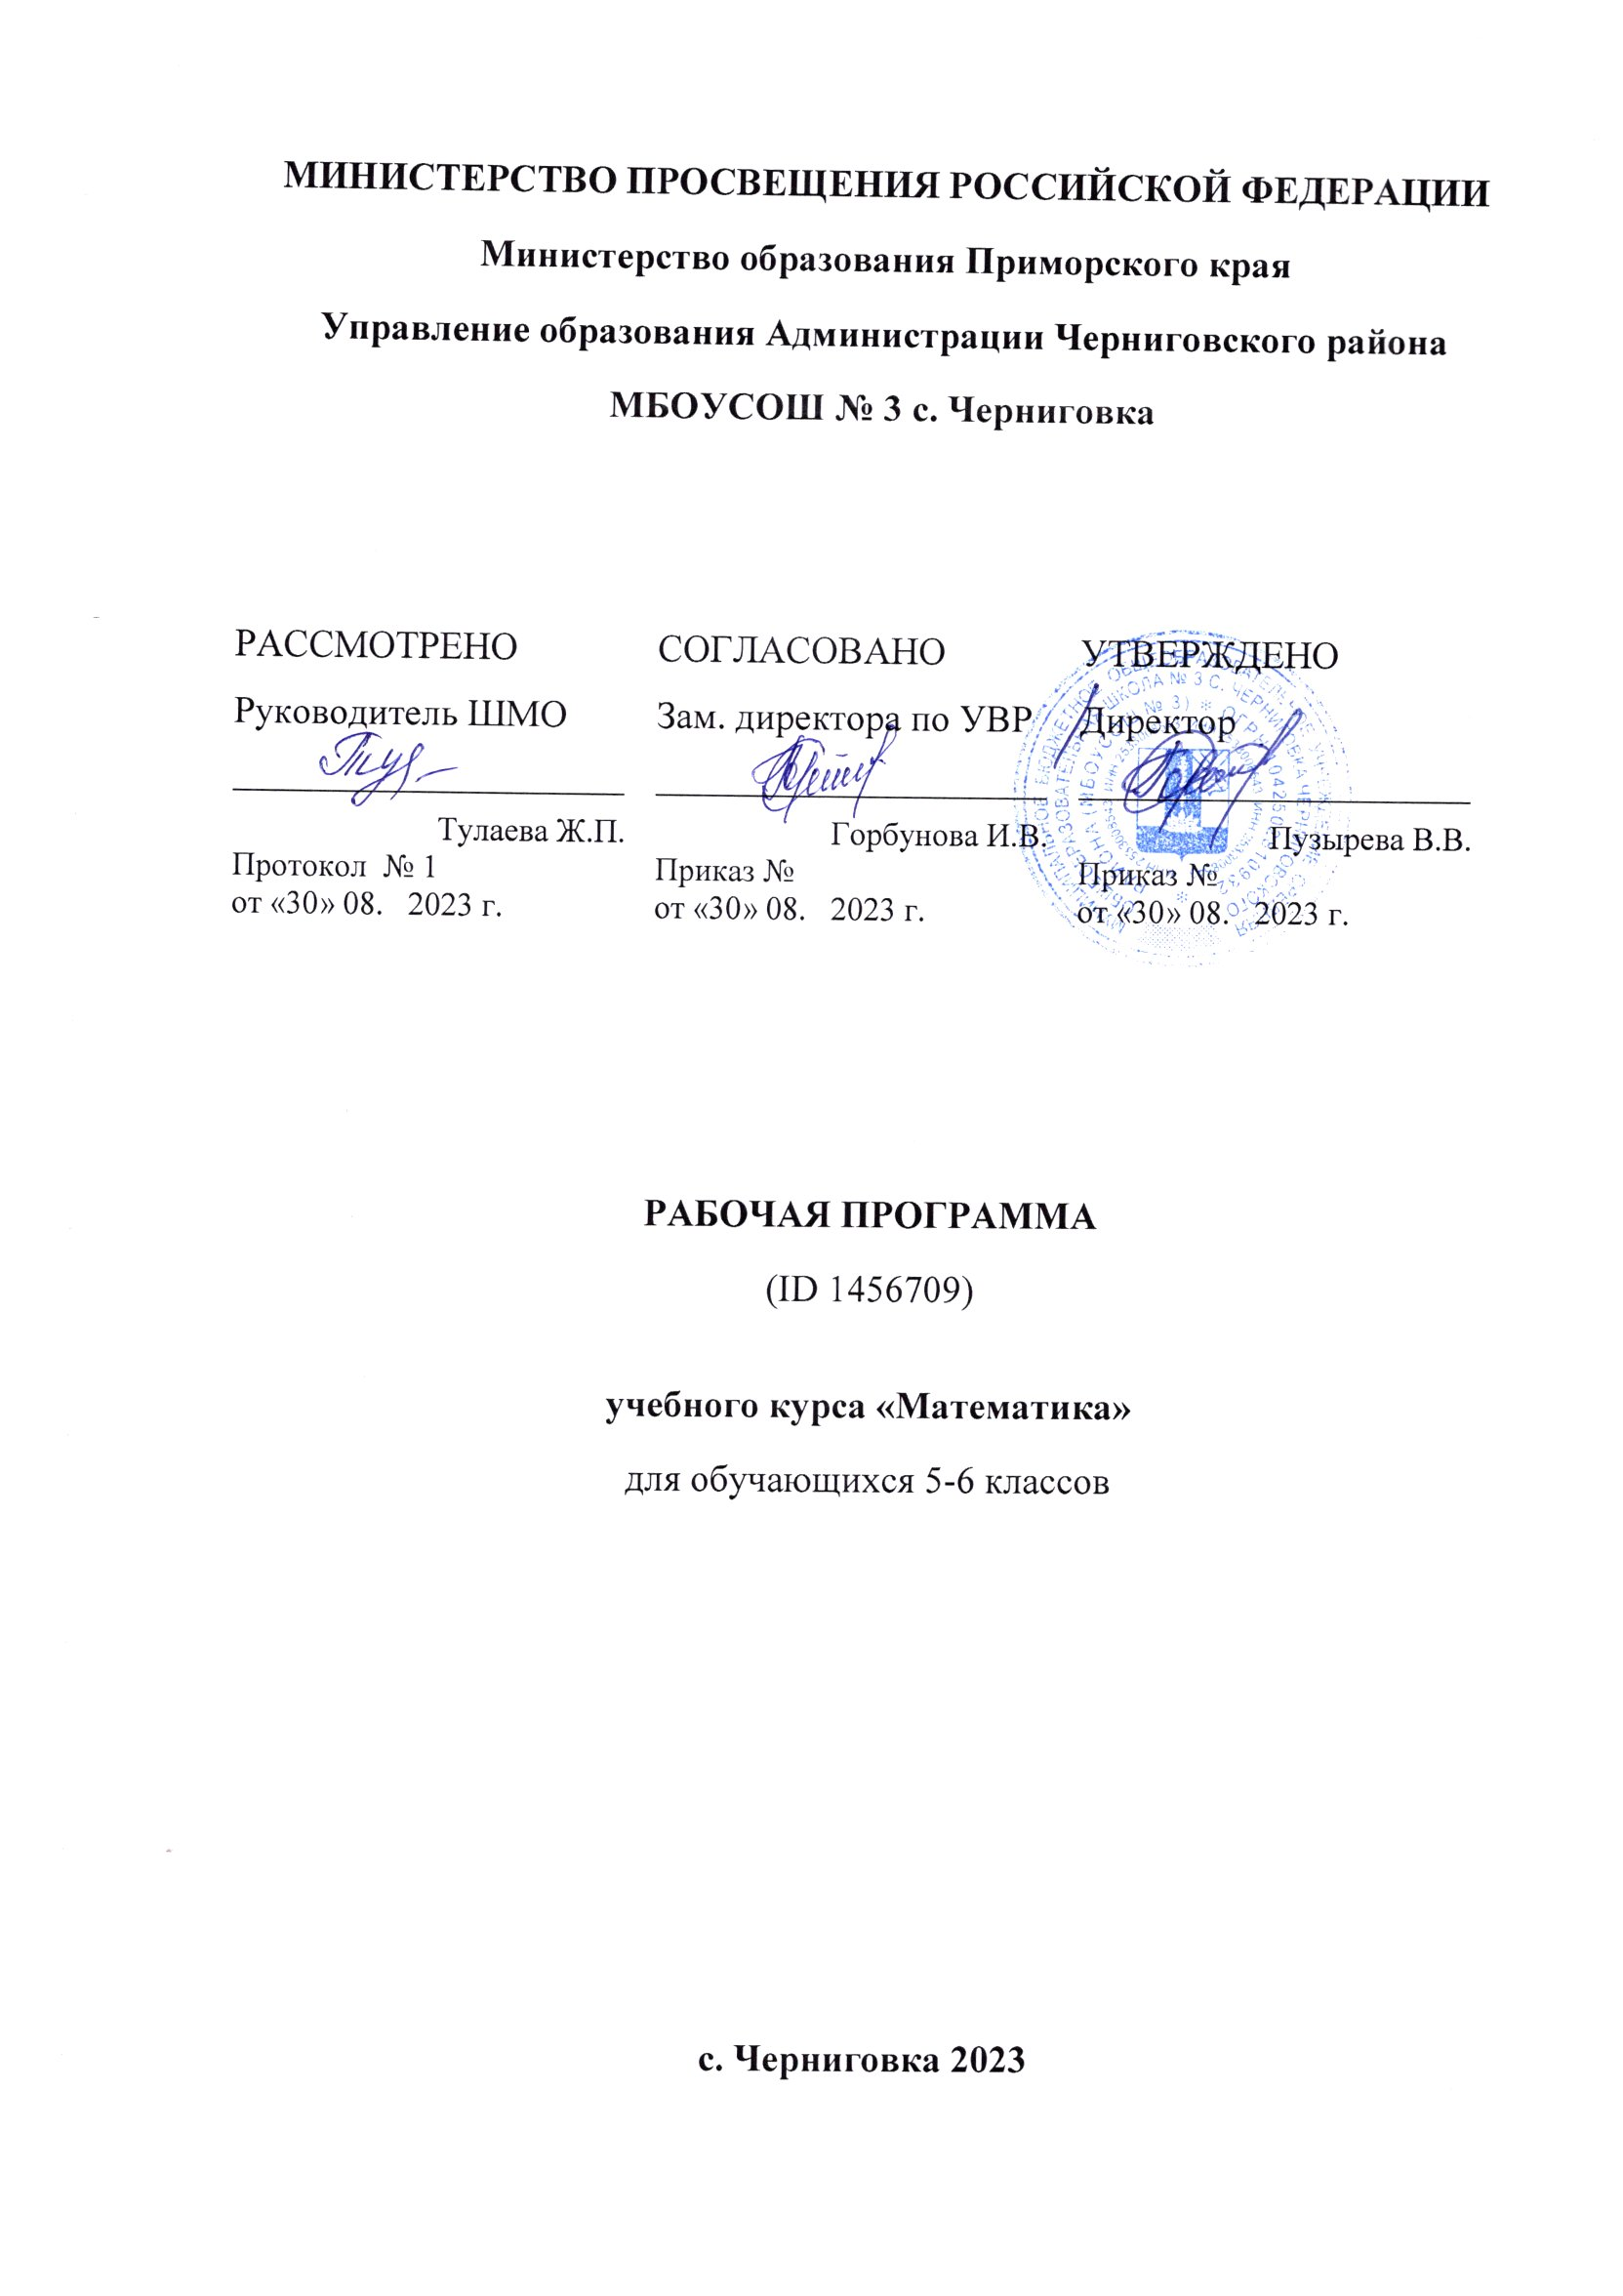 МИНИСТЕРСТВО ПРОСВЕЩЕНИЯ РОССИЙСКОЙ ФЕДЕРАЦИИ
Министерство образования Приморского края
Управление образования Администрации Черниговского района
МБОУСОШ № 3 с. Черниговка
РАССМОТРЕНО
Руководитель ШМО
Тулаева Ж.П.
Протокол № 1
от «30» 08. 2023 г.
СОГЛАСОВАНО
Зам. директора по УВР
Горбунова И.В.
Приказ №
от «30» 08. 2023 г.
УТВЕРЖДЕНО
Директор
Пузырева В.В.
Приказ №
от «30» 08. 2023 г.
РАБОЧАЯ ПРОГРАММА
(ID 1456709)
учебного курса «Математика»
для обучающихся 5-6 классов
с. Черниговка 2023